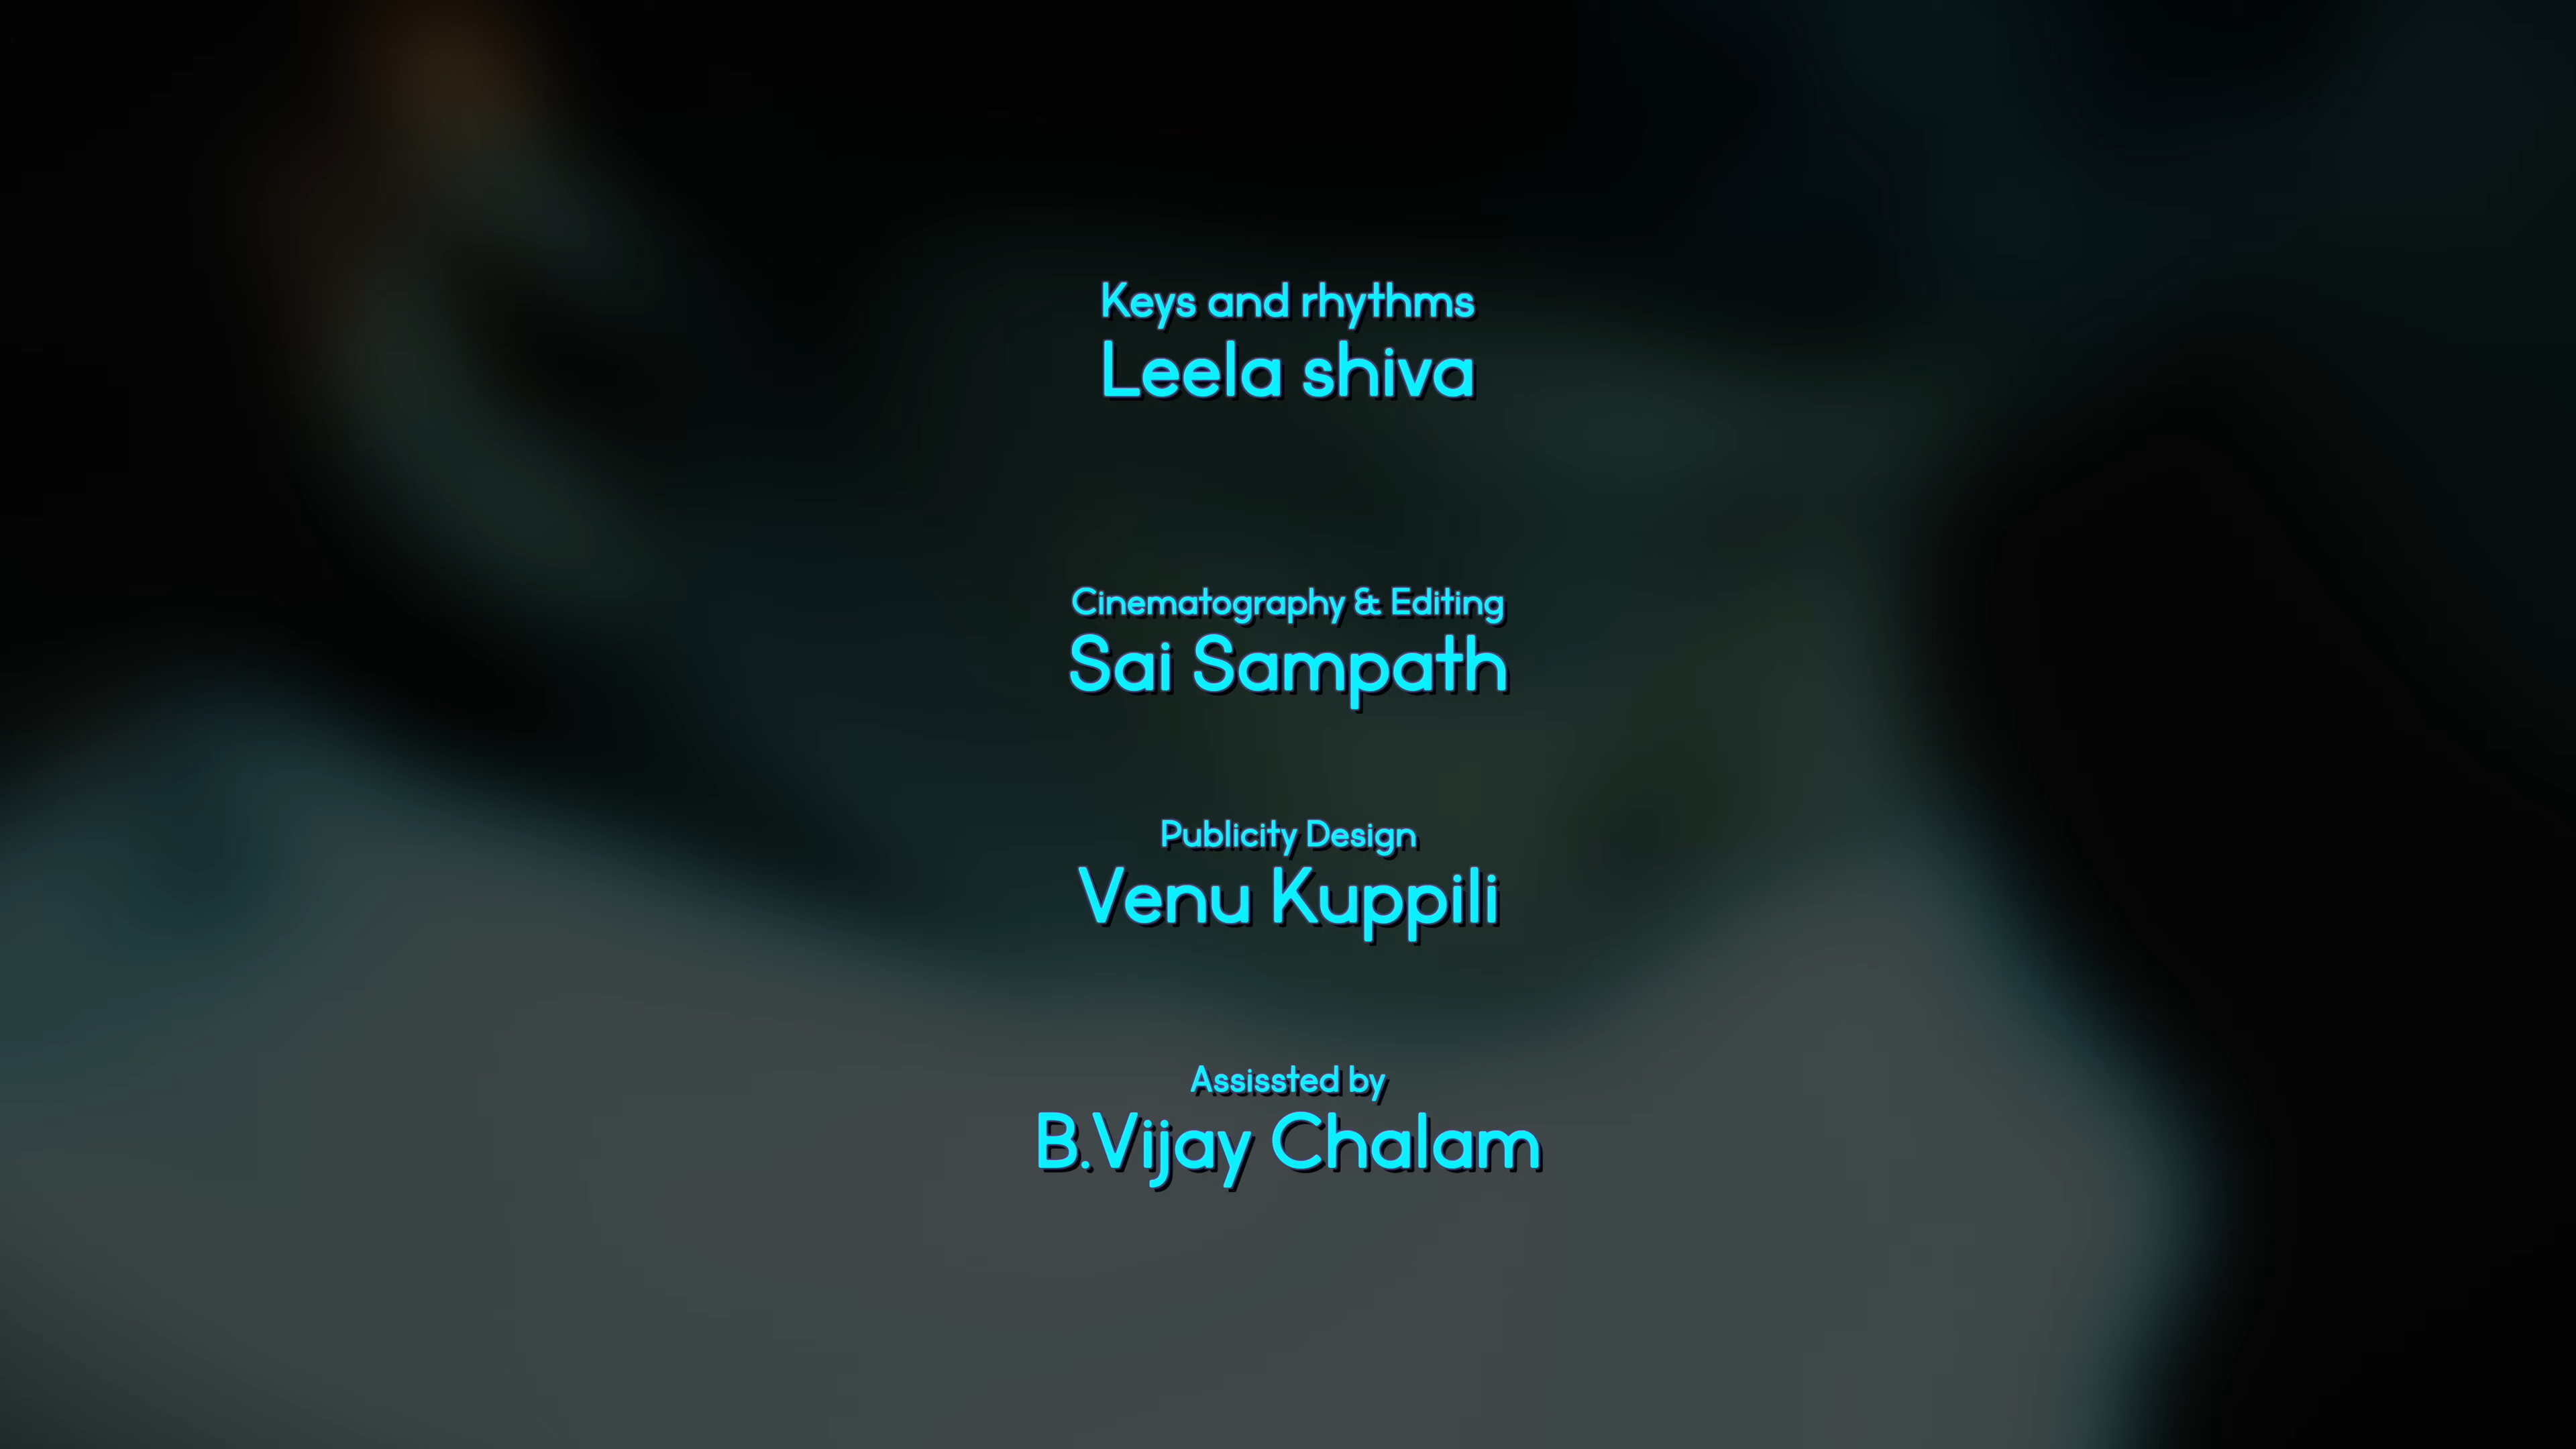 Keys and rhythms
Leela shiva
Cinematography & Editing
Sai Sampath
Publicity Design
Venu Kuppili
Assissted by
B.Vijay Chalam